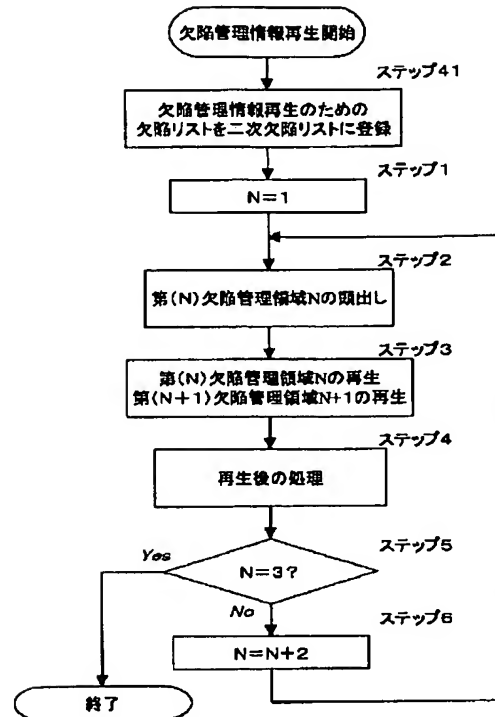 欠陥管理情報再生開始
ステップ41
欠陥管理情報再生のための
欠陥リストを二次欠陥リストに登録
ステップ1
N=1
ステップ2
第(N)欠陥管理領域Nの頭出し
ステップ3
第(N)欠陥管理領域Nの再生
第(N+1)欠陥管理領域N+1の再生
ステップ4
再生後の処理
ステップ5
Yes
N=3?
No
ステップ6
N=N+2
終了